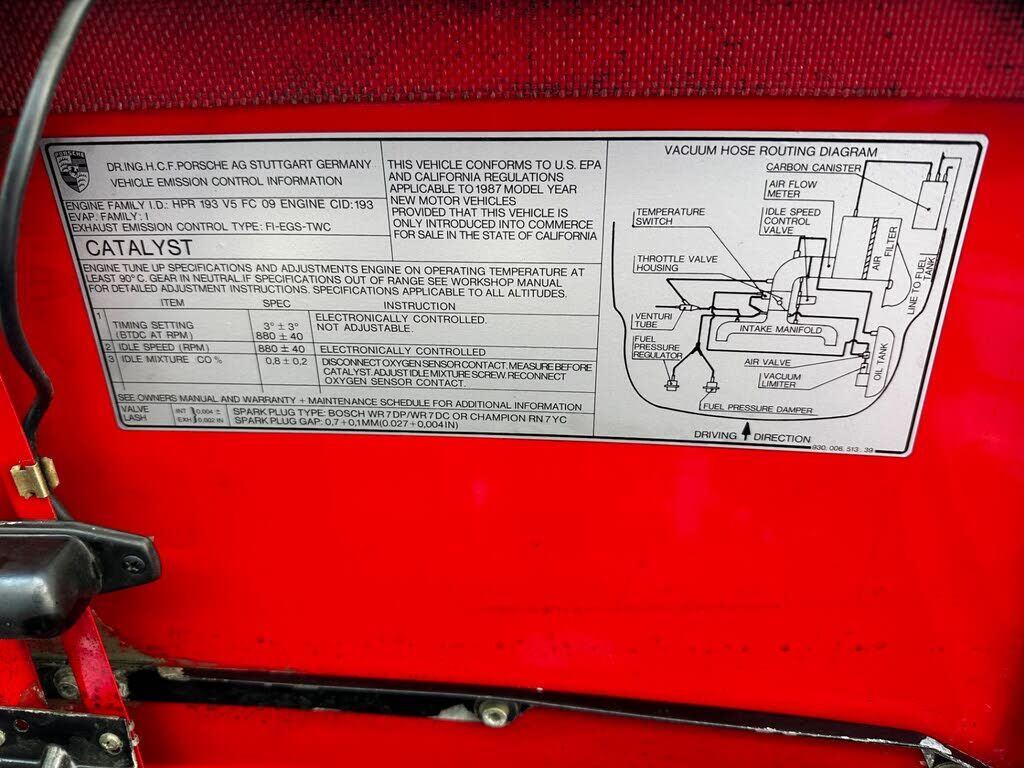 PORSCHE
DR.ING.H.C.F.PORSCHE AG STUTTGART GERMANY
VEHICLE EMISSION CONTROL INFORMATION
ENGINE FAMILY I.D.: HPR 193 V5 FC 09 ENGINE CID:193
EVAP. FAMILY: I
EXHAUST EMISSION CONTROL TYPE: FI-EGS-TWC
CATALYST
THIS VEHICLE CONFORMS TO U.S. EPA
AND CALIFORNIA REGULATIONS
APPLICABLE TO 1987 MODEL YEAR
NEW MOTOR VEHICLES
PROVIDED THAT THIS VEHICLE IS
ONLY INTRODUCED INTO COMMERCE
FOR SALE IN THE STATE OF CALIFORNIA
ENGINE TUNE UP SPECIFICATIONS AND ADJUSTMENTS ENGINE ON OPERATING TEMPERATURE AT
LEAST 90°C. GEAR IN NEUTRAL IF SPECIFICATIONS OUT OF RANGE SEE WORKSHOP MANUAL
FOR DETAILED ADJUSTMENT INSTRUCTIONS. SPECIFICATIONS APPLICABLE TO ALL ALTITUDES.
ITEM SPEC INSTRUCTION
1 TIMING SETTING 3° ± 3° ELECTRONICALLY CONTROLLED.
(BTDC AT RPM) 880 ± 40 NOT ADJUSTABLE.
2 IDLE SPEED (RPM) 880 ± 40 ELECTRONICALLY CONTROLLED
3 IDLE MIXTURE CO % 0,8 ± 0,2 DISCONNECT OXYGEN SENSOR CONTACT. MEASURE BEFORE
CATALYST. ADJUST IDLE MIXTURE SCREW. RECONNECT
OXYGEN SENSOR CONTACT.
SEE OWNERS MANUAL AND WARRANTY + MAINTENANCE SCHEDULE FOR ADDITIONAL INFORMATION
VALVE LASH
INT } 0,004 ±
EXH 0,002 IN
SPARK PLUG TYPE: BOSCH WR 7 DP/WR 7 DC OR CHAMPION RN 7 YC
SPARK PLUG GAP: 0,7 + 0,1MM (0.027 + 0,004 IN)
VACUUM HOSE ROUTING DIAGRAM
CARBON CANISTER
AIR FLOW
METER
TEMPERATURE
SWITCH
IDLE SPEED
CONTROL
VALVE
AIR
FILTER
LINE TO FUEL
TANK
THROTTLE VALVE
HOUSING
VENTURI
TUBE
INTAKE MANIFOLD
FUEL
PRESSURE
REGULATOR
AIR VALVE
OIL TANK
VACUUM
LIMITER
FUEL PRESSURE DAMPER
DRIVING DIRECTION
930. 006. 513. 39